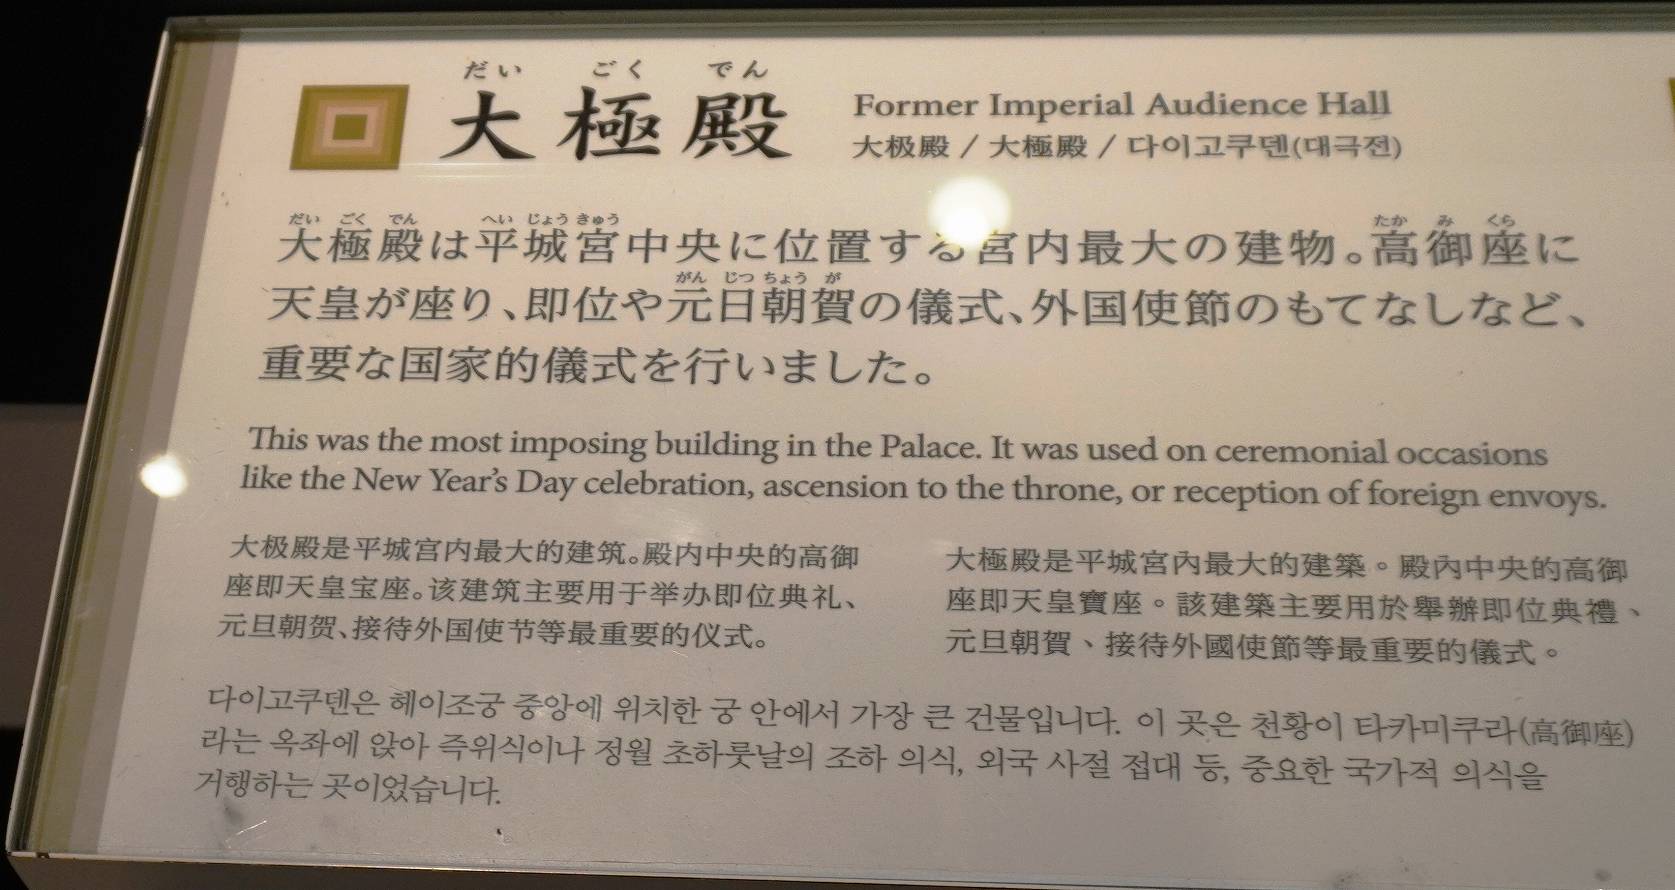 だい ごく でん
大極殿
Former Imperial Audience Hall
大极殿 / 大極殿 / 다이고쿠덴(대극전)
だい ごく でん へい じょう きゅう たか み くら
大極殿は平城宮中央に位置する宮内最大の建物。高御座に
がん じつ ちょう が
天皇が座り、即位や元日朝賀の儀式、外国使節のもてなしなど、
重要な国家的儀式を行いました。
This was the most imposing building in the Palace. It was used on ceremonial occasions
like the New Year’s Day celebration, ascension to the throne, or reception of foreign envoys.
大极殿是平城宫内最大的建筑。殿内中央的高御
座即天皇宝座。该建筑主要用于举办即位典礼、
元旦朝贺、接待外国使节等最重要的仪式。
大極殿是平城宮內最大的建築。殿內中央的高御
座即天皇寶座。該建築主要用於舉辦即位典禮、
元旦朝賀、接待外國使節等最重要的儀式。
다이고쿠덴은 헤이조궁 중앙에 위치한 궁 안에서 가장 큰 건물입니다. 이 곳은 천황이 타카미쿠라(高御座)
라는 옥좌에 앉아 즉위식이나 정월 초하룻날의 조하 의식, 외국 사절 접대 등, 중요한 국가적 의식을
거행하는 곳이었습니다.